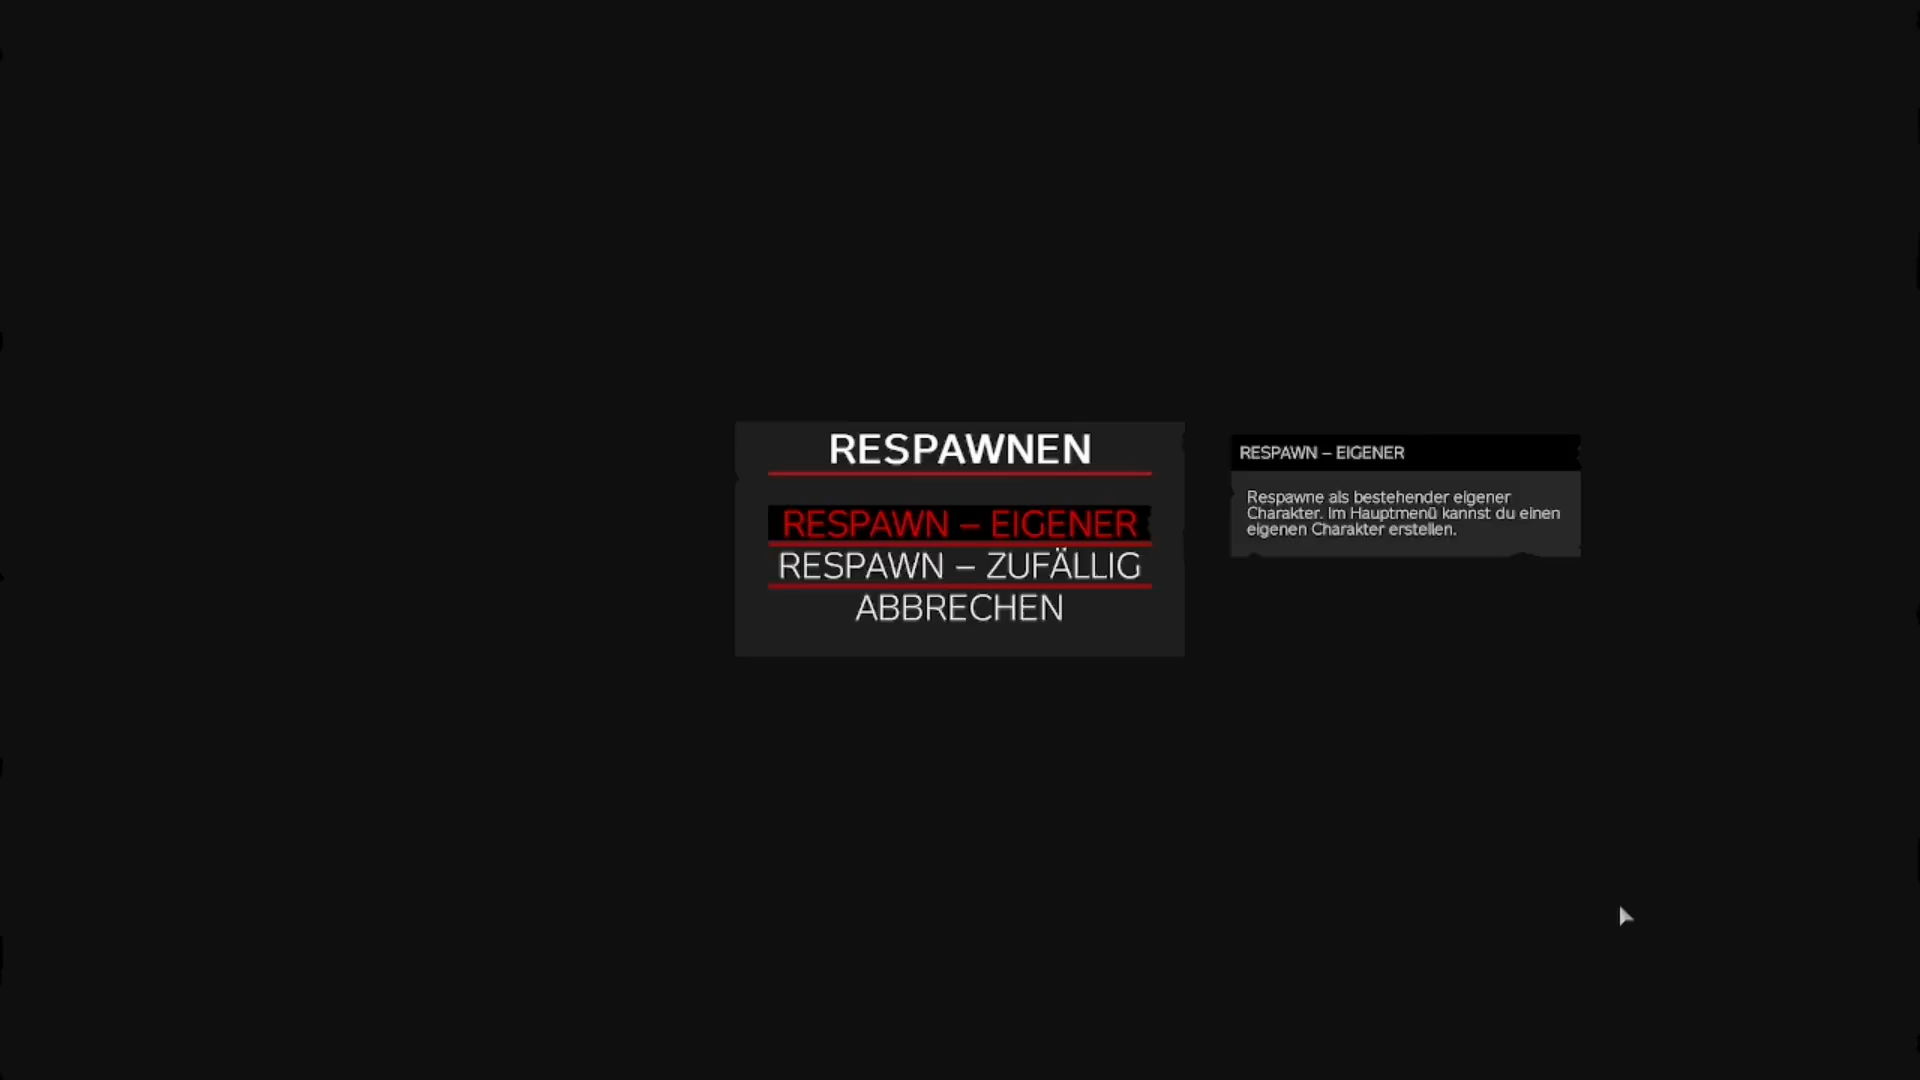 RESPAWNEN
RESPAWN – EIGENER
RESPAWN – ZUFÄLLIG
ABBRECHEN
RESPAWN – EIGENER
Respawne als bestehender eigener
Charakter. Im Hauptmenü kannst du einen
eigenen Charakter erstellen.